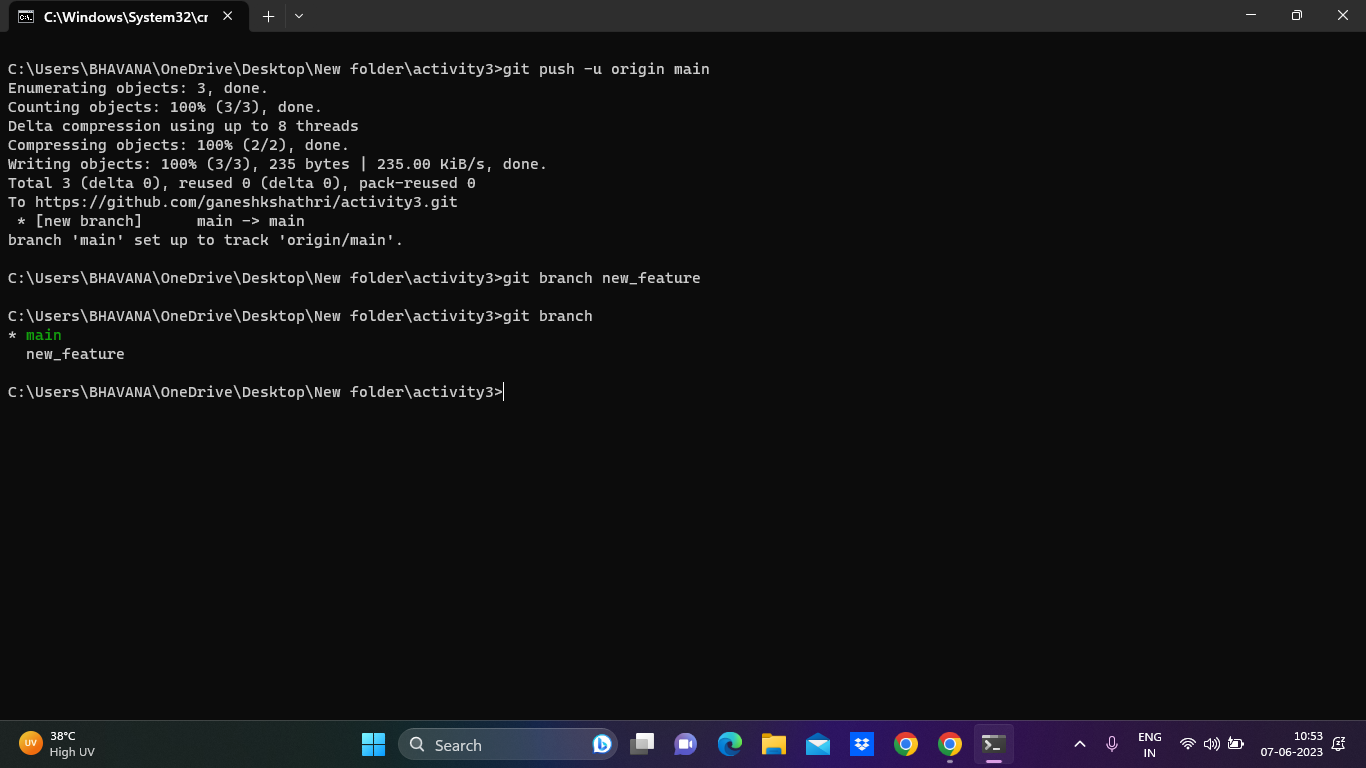 C:\Windows\System32\cr
C:\Users\BHAVANA\OneDrive\Desktop\New folder\activity3>git push -u origin main
Enumerating objects: 3, done.
Counting objects: 100% (3/3), done.
Delta compression using up to 8 threads
Compressing objects: 100% (2/2), done.
Writing objects: 100% (3/3), 235 bytes | 235.00 KiB/s, done.
Total 3 (delta 0), reused 0 (delta 0), pack-reused 0
To https://github.com/ganeshkshathri/activity3.git
 * [new branch]      main -> main
branch 'main' set up to track 'origin/main'.
C:\Users\BHAVANA\OneDrive\Desktop\New folder\activity3>git branch new_feature
C:\Users\BHAVANA\OneDrive\Desktop\New folder\activity3>git branch
* main
  new_feature
C:\Users\BHAVANA\OneDrive\Desktop\New folder\activity3>
UV
38°C
High UV
Search
ENG
IN
10:53
07-06-2023